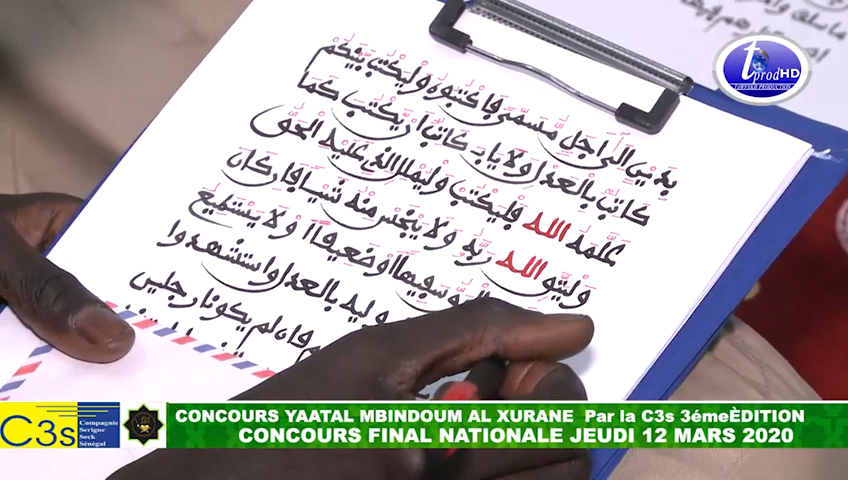 بدين الى اجل مسمى فاكتبوه وليكتب بينكم
كاتب بالعدل ولا ياب كاتب ان يكتب كما
علمه الله فليكتب وليملل الذي عليه الحق
وليتق الله ربه ولا يبخس منه شيئا فان كان
سفيها او ضعيفا او لا يستطيع
وليه بالعدل واستشهدوا
فان لم يكونا رجلين
tprodHD
C3s
Compagnie
Serigne
Seck
Sénégal
CONCOURS YAATAL MBINDOUM AL XURANE Par la C3s 3émeÈDITION
CONCOURS FINAL NATIONALE JEUDI 12 MARS 2020